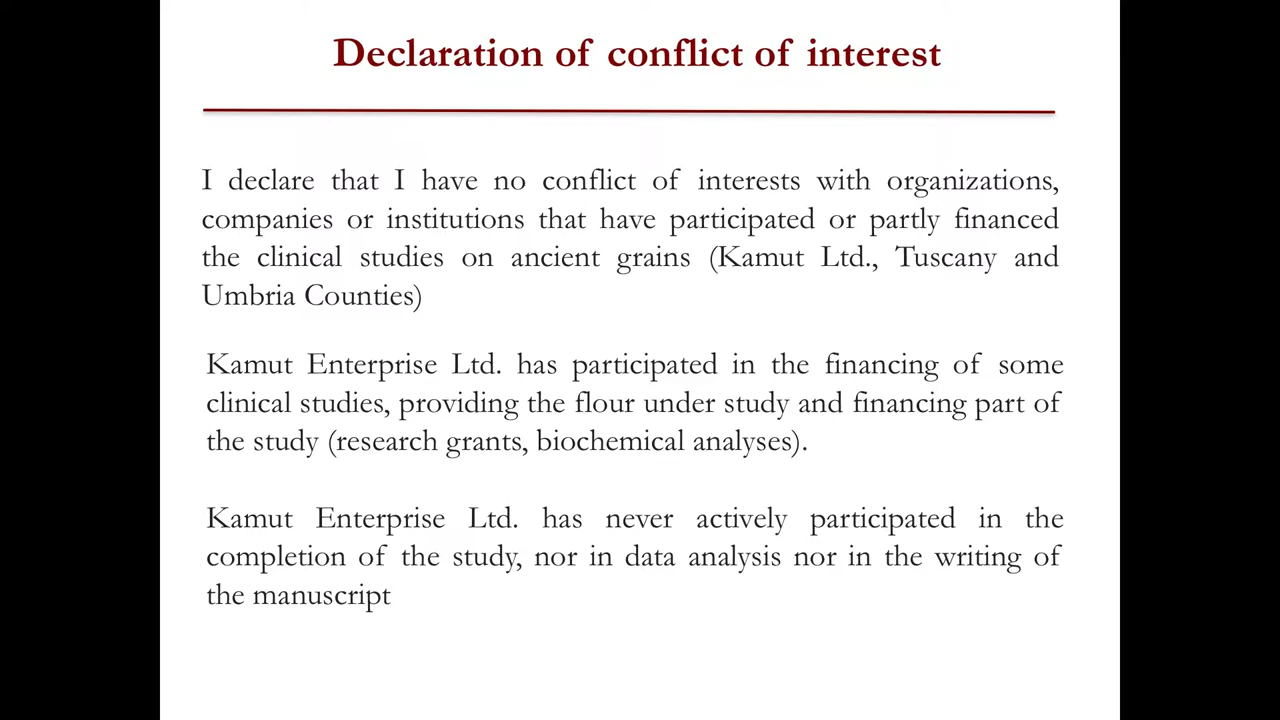 Declaration of conflict of interest
I declare that I have no conflict of interests with organizations,
companies or institutions that have participated or partly financed
the clinical studies on ancient grains (Kamut Ltd., Tuscany and
Umbria Counties)
Kamut Enterprise Ltd. has participated in the financing of some
clinical studies, providing the flour under study and financing part of
the study (research grants, biochemical analyses).
Kamut Enterprise Ltd. has never actively participated in the
completion of the study, nor in data analysis nor in the writing of
the manuscript